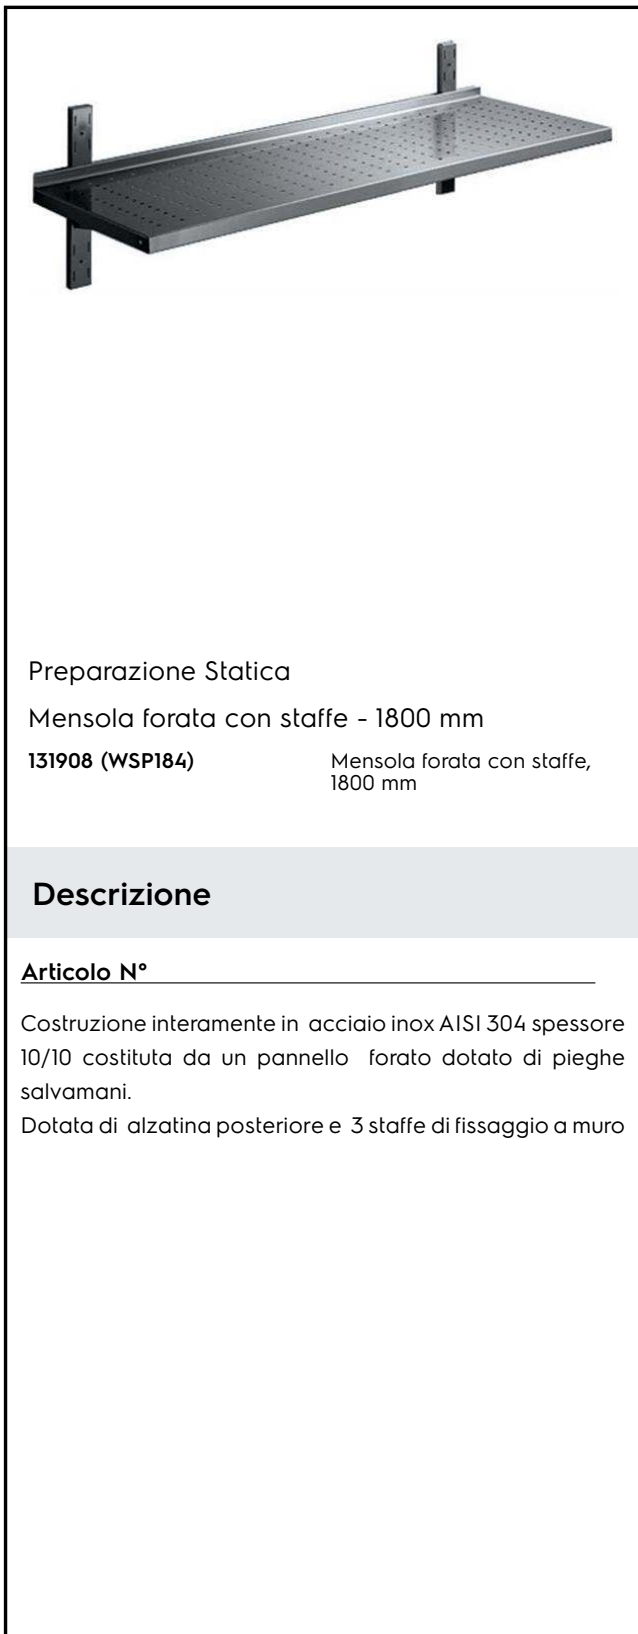 Preparazione Statica
Mensola forata con staffe - 1800 mm
131908 (WSP184) Mensola forata con staffe,
1800 mm
Descrizione
Articolo N°
Costruzione interamente in acciaio inox AISI 304 spessore
10/10 costituta da un pannello forato dotato di pieghe
salvamani.
Dotata di alzatina posteriore e 3 staffe di fissaggio a muro